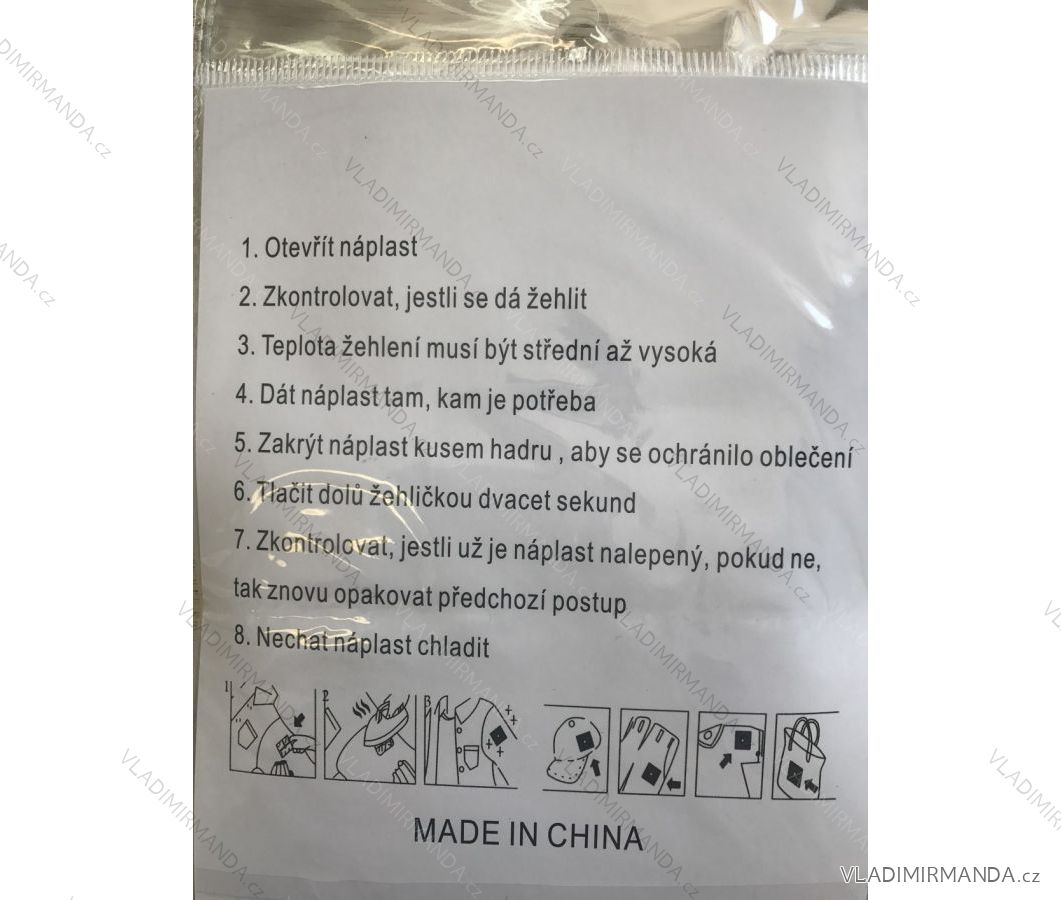 1. Otevřít náplast
2. Zkontrolovat, jestli se dá žehlit
3. Teplota žehlení musí být střední až vysoká
4. Dát náplast tam, kam je potřeba
5. Zakrýt náplast kusem hadru , aby se ochránilo oblečení
6. Tlačit dolů žehličkou dvacet sekund
7. Zkontrolovat, jestli už je náplast nalepený, pokud ne,
tak znovu opakovat předchozí postup
8. Nechat náplast chladit
1 2 3
MADE IN CHINA
VLADIMIRMANDA.cz